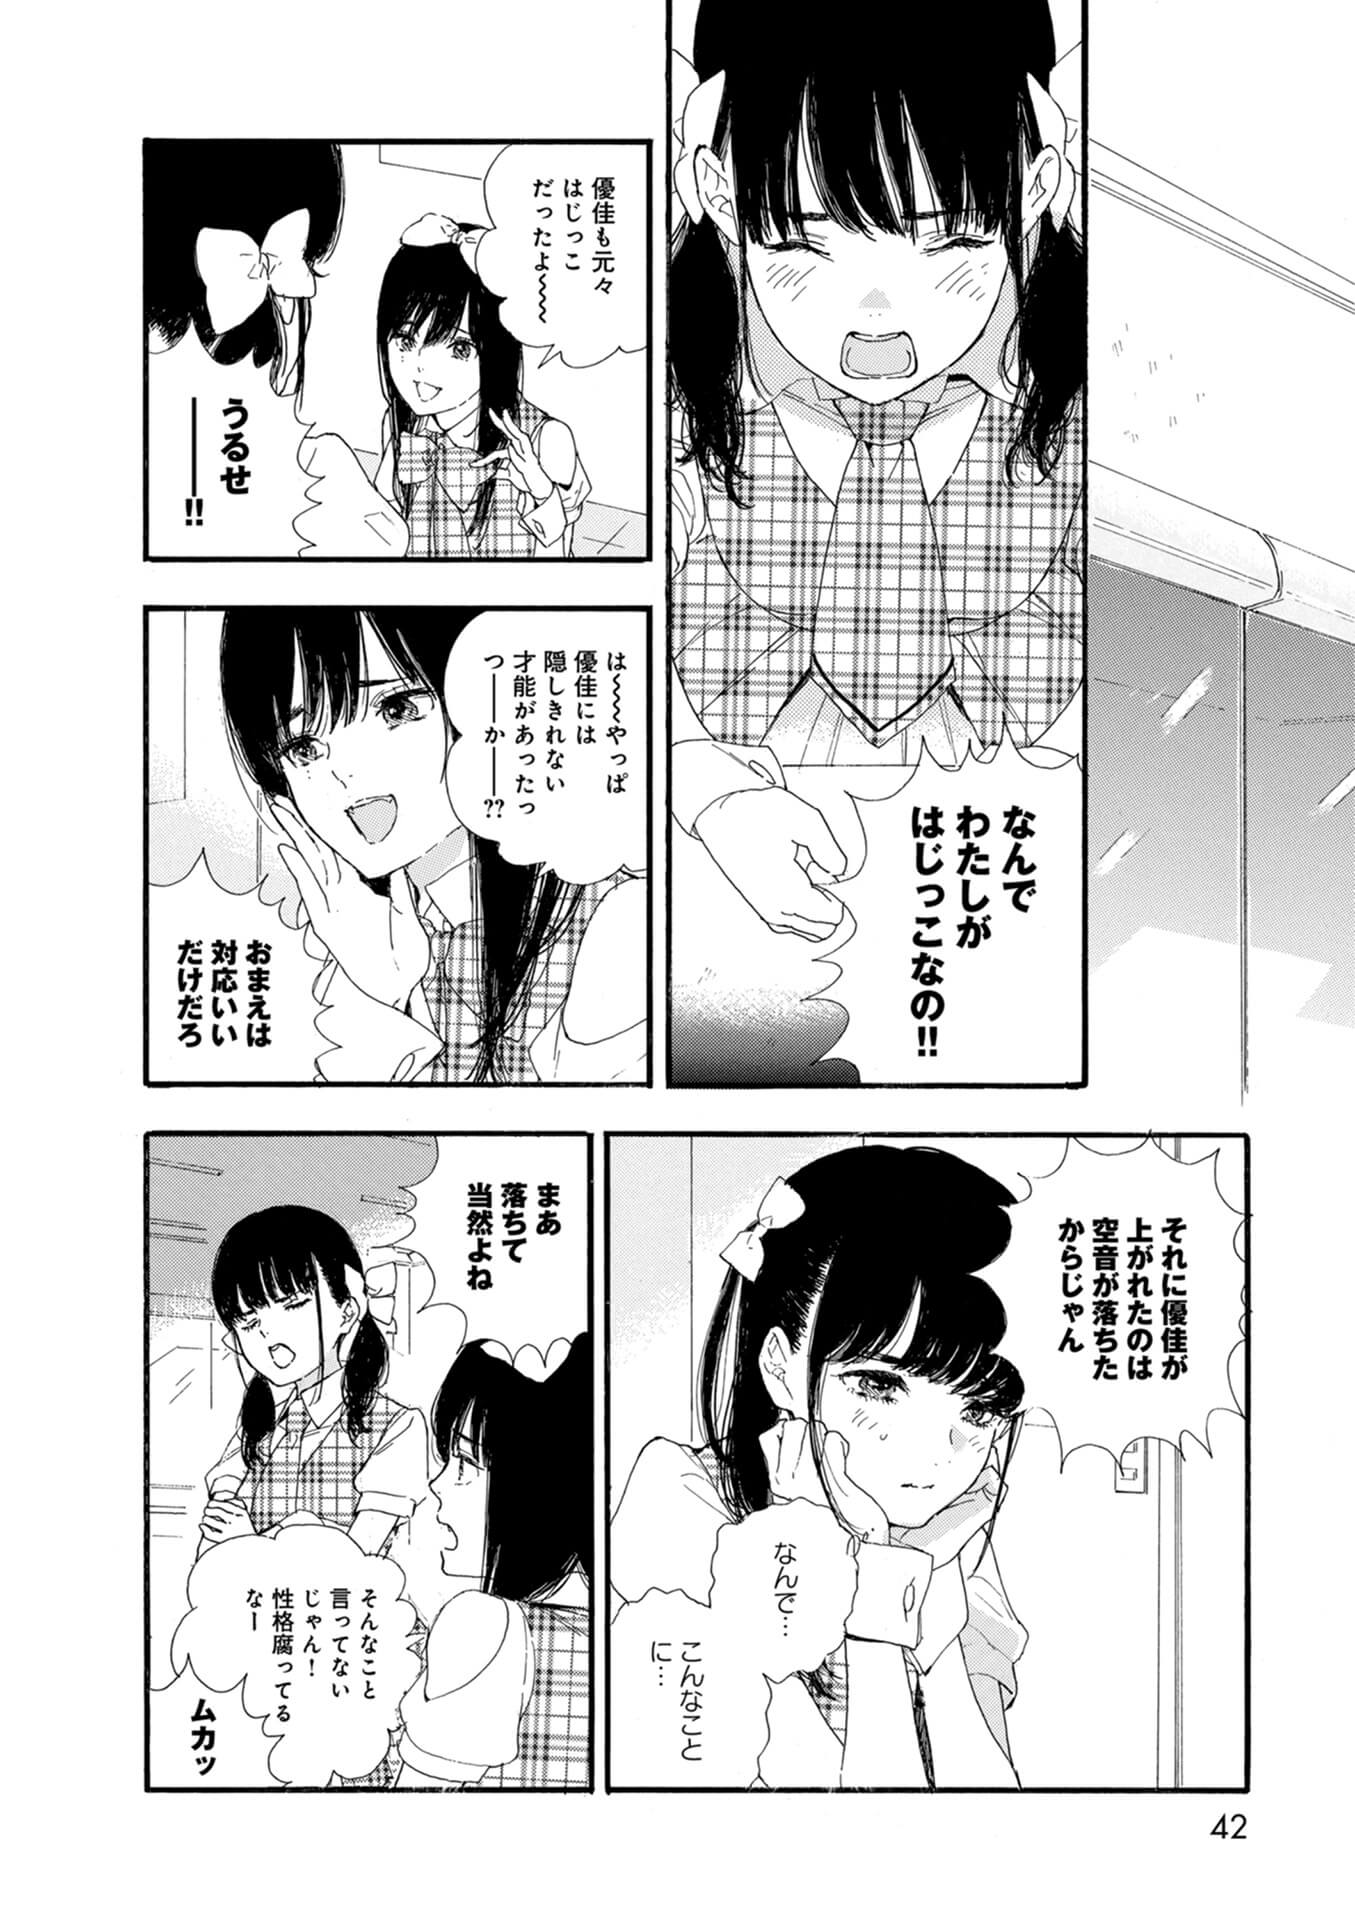 なんで
わたしが
はじっこなの!!
優佳も元々
はじっこ
だったよ〜〜〜
うるせ
――!!
は〜〜〜やっぱ
優佳には
隠しきれない
才能があったっ
つ――か――??
おまえは
対応いい
だけだろ
それに優佳が
上がれたのは
空音が落ちた
からじゃん
なんで…
こんなこと
に…
まあ
落ちて
当然よね
そんなこと
言ってない
じゃん!
性格腐ってる
なー
ムカッ
42